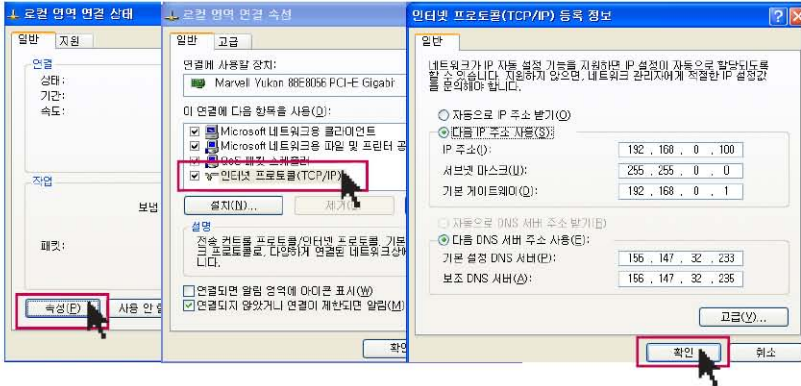 로컬 영역 연결 상태
일반 지원
연결
상태:
기간:
속도:
작업
보냄
패킷:
속성(P) 사용 안
로컬 영역 연결 속성
일반 고급
연결에 사용할 장치:
Marvell Yukon 88E8056 PCI-E Gigabit
이 연결에 다음 항목을 사용(O):
Microsoft 네트워크용 클라이언트
Microsoft 네트워크용 파일 및 프린터 공
QoS 패킷 스케줄러
인터넷 프로토콜(TCP/IP)
설치(N)... 제거
설명
전송 컨트롤 프로토콜/인터넷 프로토콜. 기본
크 프로토콜로, 다양하게 연결된 네트워크상에
니다.
연결되면 알림 영역에 아이콘 표시(W)
연결되지 않았거나 연결이 제한되면 알림(M)
확인
인터넷 프로토콜(TCP/IP) 등록 정보
일반
네트워크가 IP 자동 설정 기능을 지원하면 IP 설정이 자동으로 할당되도록
할 수 있습니다. 지원하지 않으면, 네트워크 관리자에게 적절한 IP 설정값
을 문의해야 합니다.
자동으로 IP 주소 받기(O)
다음 IP 주소 사용(S):
IP 주소(I): 192 . 168 . 0 . 100
서브넷 마스크(U): 255 . 255 . 0 . 0
기본 게이트웨이(D): 192 . 168 . 0 . 1
자동으로 DNS 서버 주소 받기(B)
다음 DNS 서버 주소 사용(E):
기본 설정 DNS 서버(P): 156 . 147 . 32 . 233
보조 DNS 서버(A): 156 . 147 . 32 . 235
고급(V)...
확인 취소